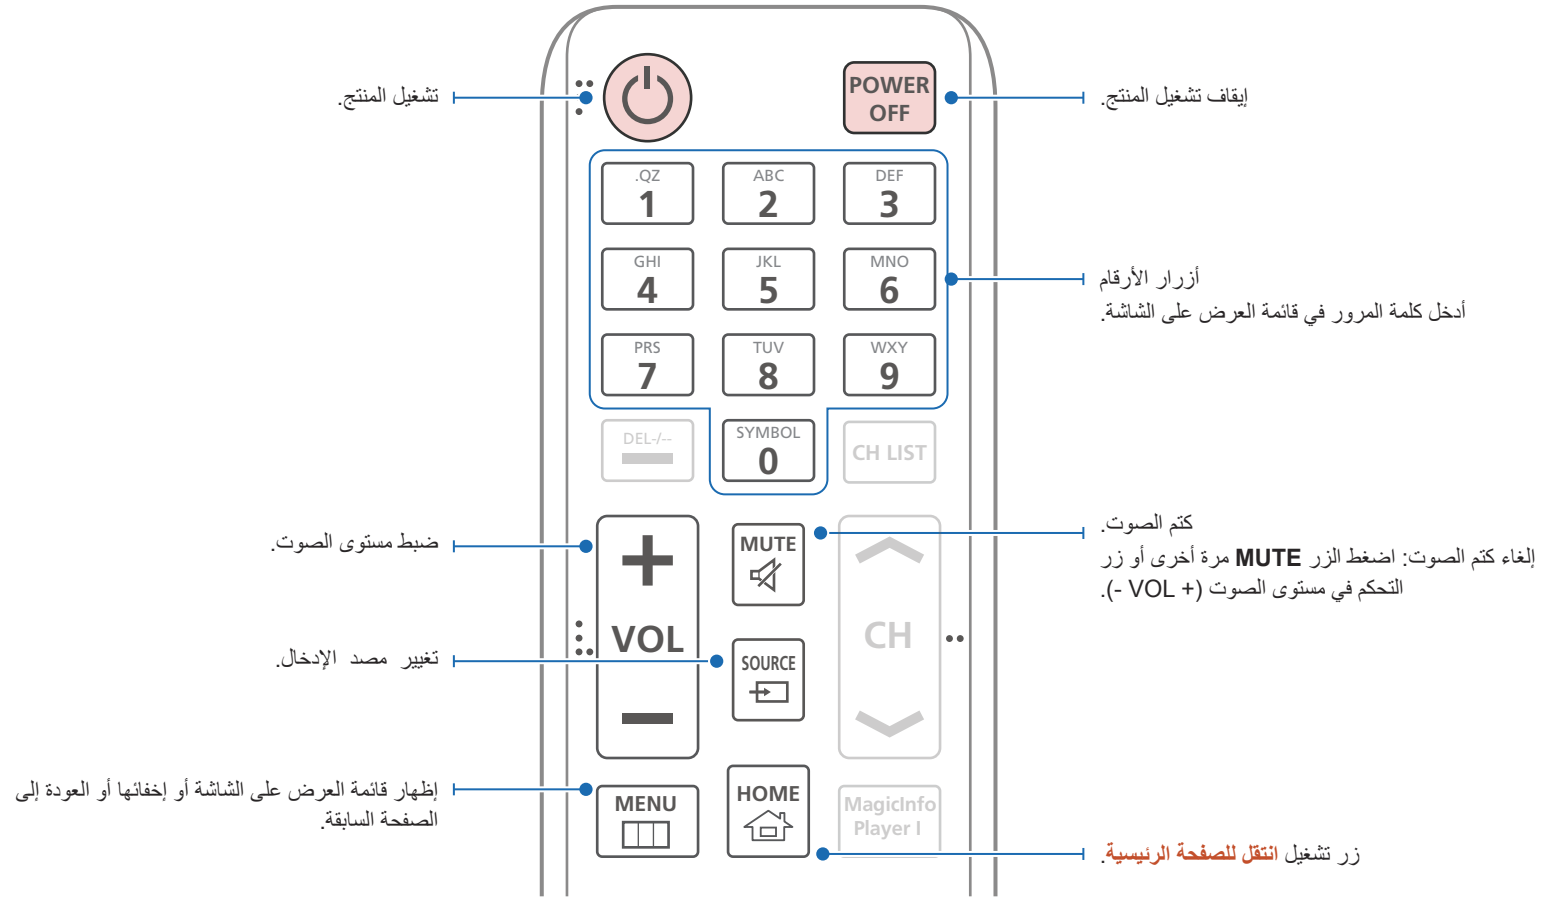 تشغيل المنتج.
POWER
OFF
إيقاف تشغيل المنتج.
.QZ
1
ABC
2
DEF
3
GHI
4
JKL
5
MNO
6
أزرار الأرقام
أدخل كلمة المرور في قائمة العرض على الشاشة.
PRS
7
TUV
8
WXY
9
DEL-/--
SYMBOL
0
CH LIST
ضبط مستوى الصوت.
VOL
MUTE
كتم الصوت.
إلغاء كتم الصوت: اضغط الزر MUTE مرة أخرى أو زر
التحكم في مستوى الصوت (+ VOL -).
CH
تغيير مصد الإدخال.
SOURCE
إظهار قائمة العرض على الشاشة أو إخفائها أو العودة إلى
الصفحة السابقة.
MENU
HOME
MagicInfo
Player I
زر تشغيل انتقل للصفحة الرئيسية.